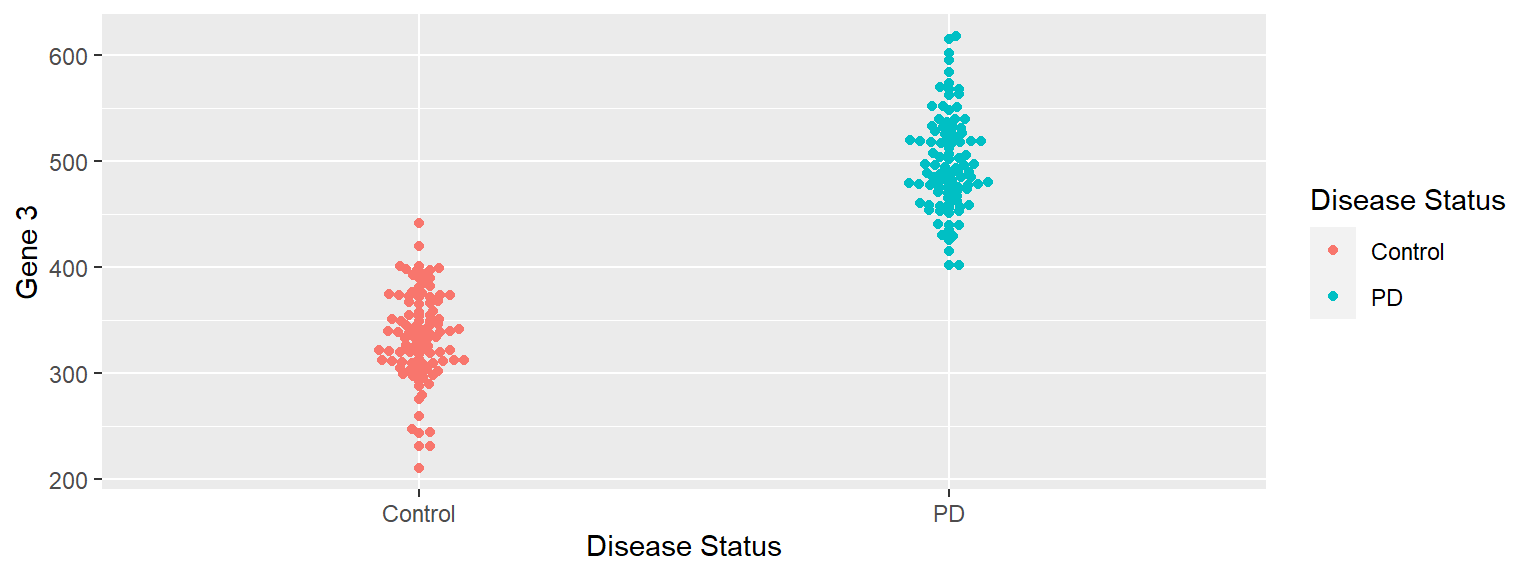 Gene 3
600
500
400
300
200
Control
PD
Disease Status
Disease Status
Control
PD